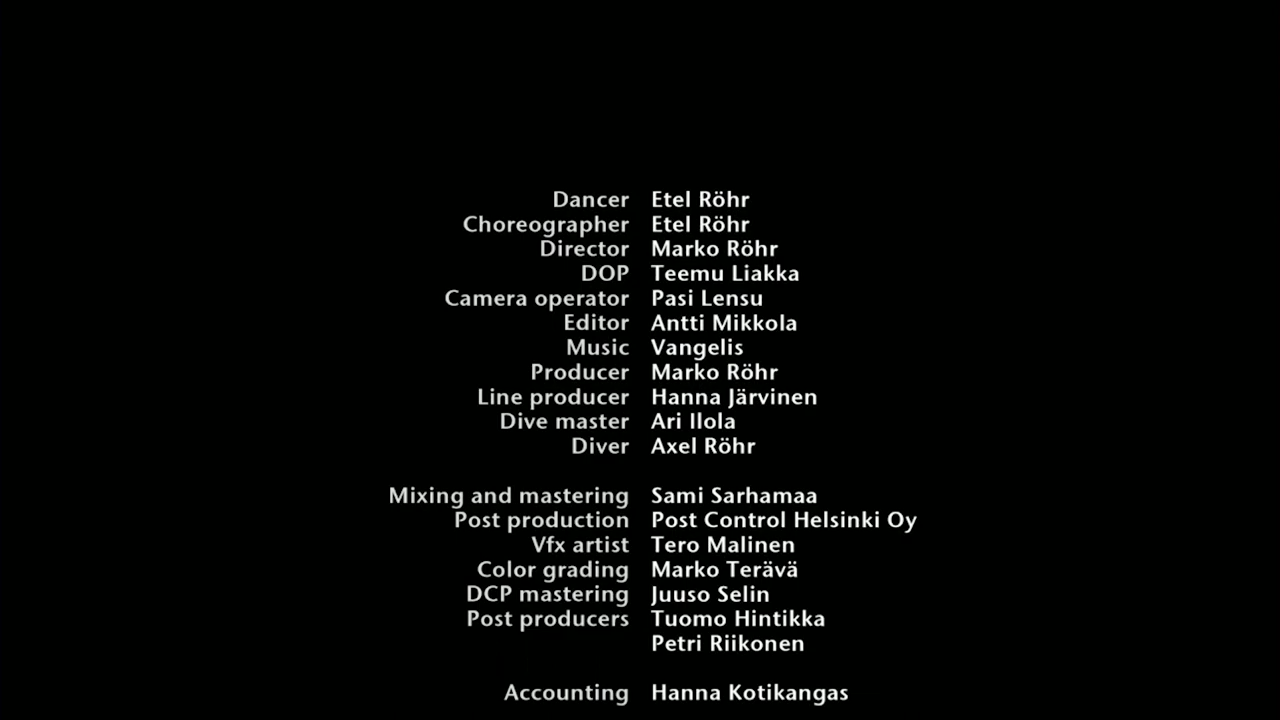 Dancer Etel Röhr
Choreographer Etel Röhr
Director Marko Röhr
DOP Teemu Liakka
Camera operator Pasi Lensu
Editor Antti Mikkola
Music Vangelis
Producer Marko Röhr
Line producer Hanna Järvinen
Dive master Ari Ilola
Diver Axel Röhr
Mixing and mastering Sami Sarhamaa
Post production Post Control Helsinki Oy
Vfx artist Tero Malinen
Color grading Marko Terävä
DCP mastering Juuso Selin
Post producers Tuomo Hintikka
Petri Riikonen
Accounting Hanna Kotikangas